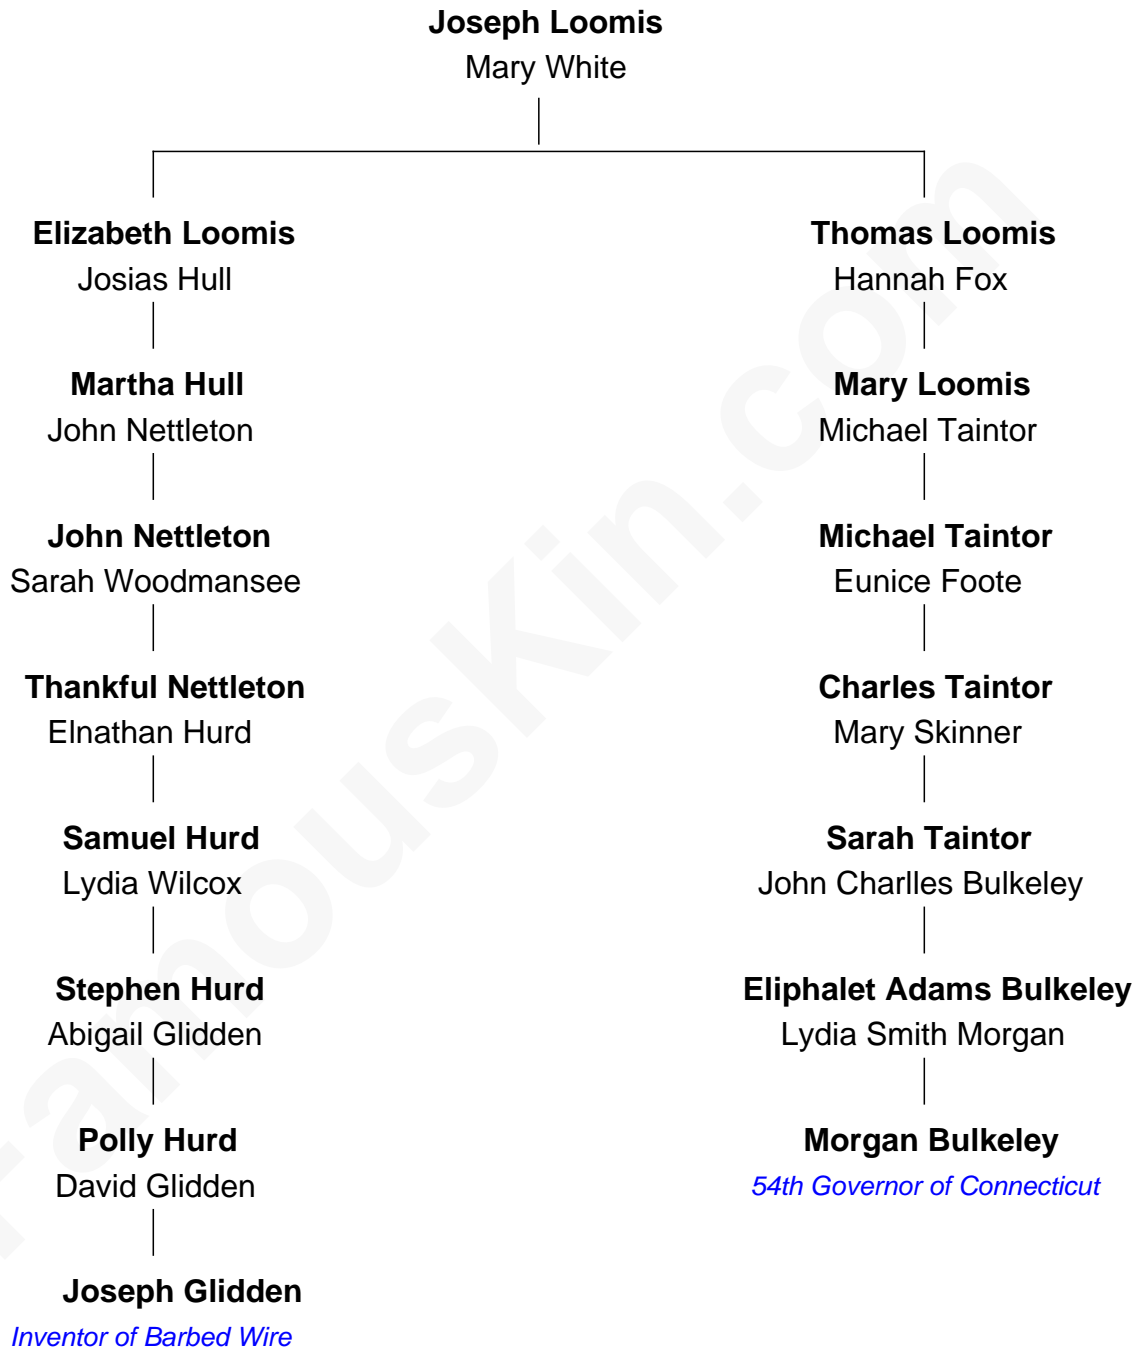 Joseph Loomis
Mary White
Elizabeth Loomis
Josias Hull
Martha Hull
John Nettleton
John Nettleton
Sarah Woodmansee
Thankful Nettleton
Elnathan Hurd
Samuel Hurd
Lydia Wilcox
Stephen Hurd
Abigail Glidden
Polly Hurd
David Glidden
Joseph Glidden
Inventor of Barbed Wire
Thomas Loomis
Hannah Fox
Mary Loomis
Michael Taintor
Michael Taintor
Eunice Foote
Charles Taintor
Mary Skinner
Sarah Taintor
John Charlles Bulkeley
Eliphalet Adams Bulkeley
Lydia Smith Morgan
Morgan Bulkeley
54th Governor of Connecticut
FamousKin.com